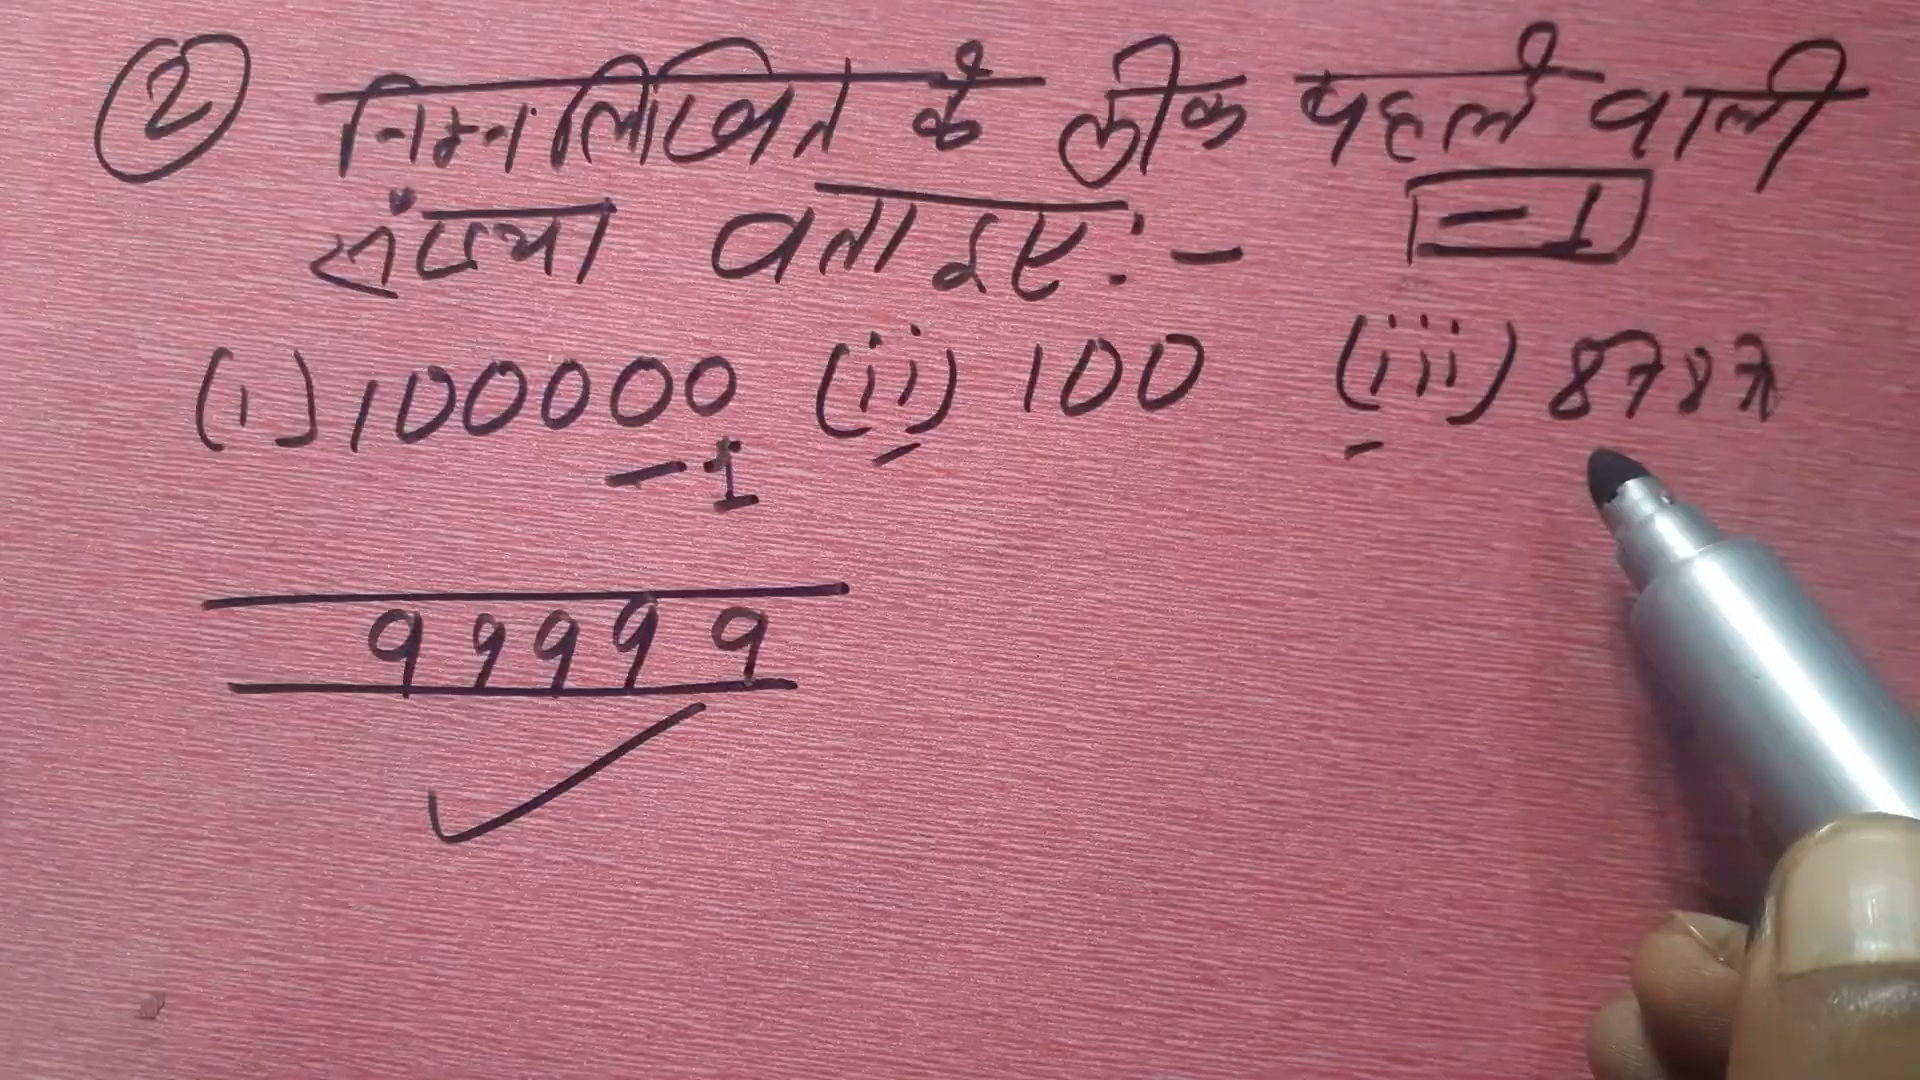 ② निम्नलिखित के ठीक पहले वाली
संख्या बताइए:- -1
(i) 100000 (ii) 100 (iii) 8787
-1
99999